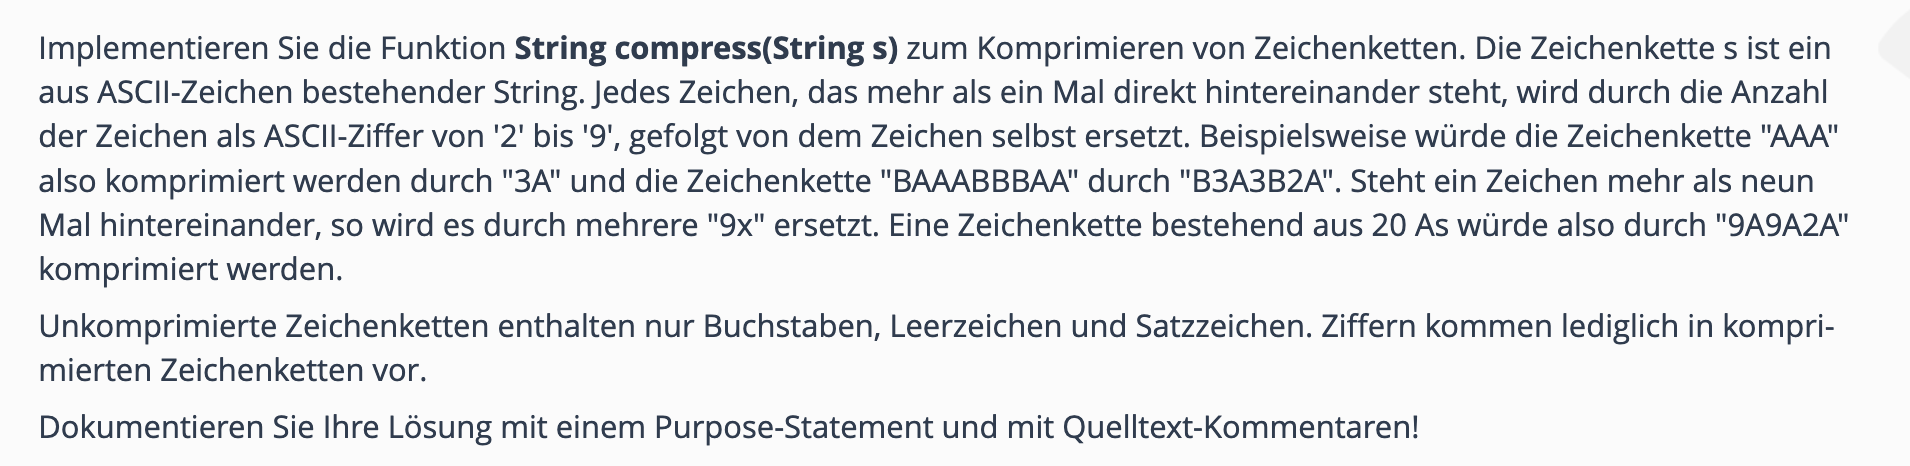 Implementieren Sie die Funktion String compress(String s) zum Komprimieren von Zeichenketten. Die Zeichenkette s ist ein
aus ASCII-Zeichen bestehender String. Jedes Zeichen, das mehr als ein Mal direkt hintereinander steht, wird durch die Anzahl
der Zeichen als ASCII-Ziffer von '2' bis '9', gefolgt von dem Zeichen selbst ersetzt. Beispielsweise würde die Zeichenkette "AAA"
also komprimiert werden durch "3A" und die Zeichenkette "BAAABBBAA" durch "B3A3B2A". Steht ein Zeichen mehr als neun
Mal hintereinander, so wird es durch mehrere "9x" ersetzt. Eine Zeichenkette bestehend aus 20 As würde also durch "9A9A2A"
komprimiert werden.
Unkomprimierte Zeichenketten enthalten nur Buchstaben, Leerzeichen und Satzzeichen. Ziffern kommen lediglich in kompri-
mierten Zeichenketten vor.
Dokumentieren Sie Ihre Lösung mit einem Purpose-Statement und mit Quelltext-Kommentaren!